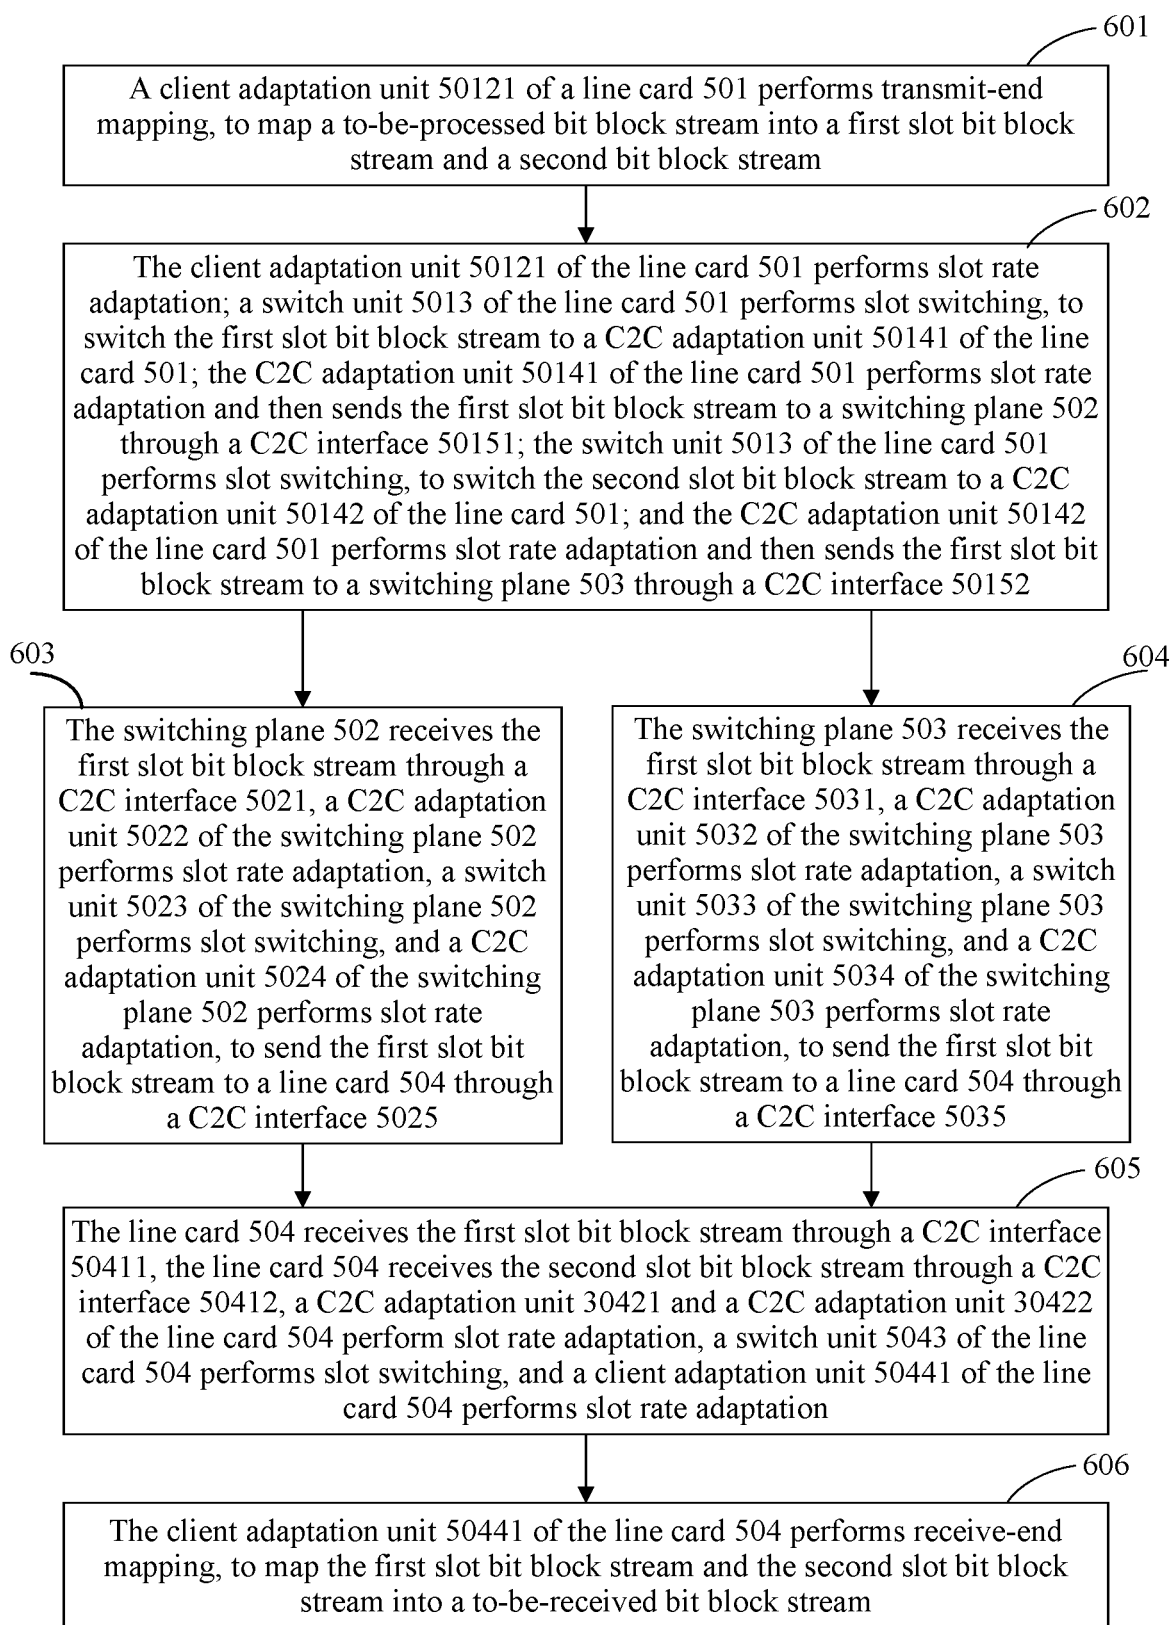 601
A client adaptation unit 50121 of a line card 501 performs transmit-end
mapping, to map a to-be-processed bit block stream into a first slot bit block
stream and a second bit block stream
602
The client adaptation unit 50121 of the line card 501 performs slot rate
adaptation; a switch unit 5013 of the line card 501 performs slot switching, to
switch the first slot bit block stream to a C2C adaptation unit 50141 of the line
card 501; the C2C adaptation unit 50141 of the line card 501 performs slot rate
adaptation and then sends the first slot bit block stream to a switching plane 502
through a C2C interface 50151; the switch unit 5013 of the line card 501
performs slot switching, to switch the second slot bit block stream to a C2C
adaptation unit 50142 of the line card 501; and the C2C adaptation unit 50142
of the line card 501 performs slot rate adaptation and then sends the first slot bit
block stream to a switching plane 503 through a C2C interface 50152
603
The switching plane 502 receives the
first slot bit block stream through a
C2C interface 5021, a C2C adaptation
unit 5022 of the switching plane 502
performs slot rate adaptation, a switch
unit 5023 of the switching plane 502
performs slot switching, and a C2C
adaptation unit 5024 of the switching
plane 502 performs slot rate
adaptation, to send the first slot bit
block stream to a line card 504 through
a C2C interface 5025
604
The switching plane 503 receives the
first slot bit block stream through a
C2C interface 5031, a C2C adaptation
unit 5032 of the switching plane 503
performs slot rate adaptation, a switch
unit 5033 of the switching plane 503
performs slot switching, and a C2C
adaptation unit 5034 of the switching
plane 503 performs slot rate
adaptation, to send the first slot bit
block stream to a line card 504 through
a C2C interface 5035
605
The line card 504 receives the first slot bit block stream through a C2C interface
50411, the line card 504 receives the second slot bit block stream through a C2C
interface 50412, a C2C adaptation unit 30421 and a C2C adaptation unit 30422
of the line card 504 perform slot rate adaptation, a switch unit 5043 of the line
card 504 performs slot switching, and a client adaptation unit 50441 of the line
card 504 performs slot rate adaptation
606
The client adaptation unit 50441 of the line card 504 performs receive-end
mapping, to map the first slot bit block stream and the second slot bit block
stream into a to-be-received bit block stream